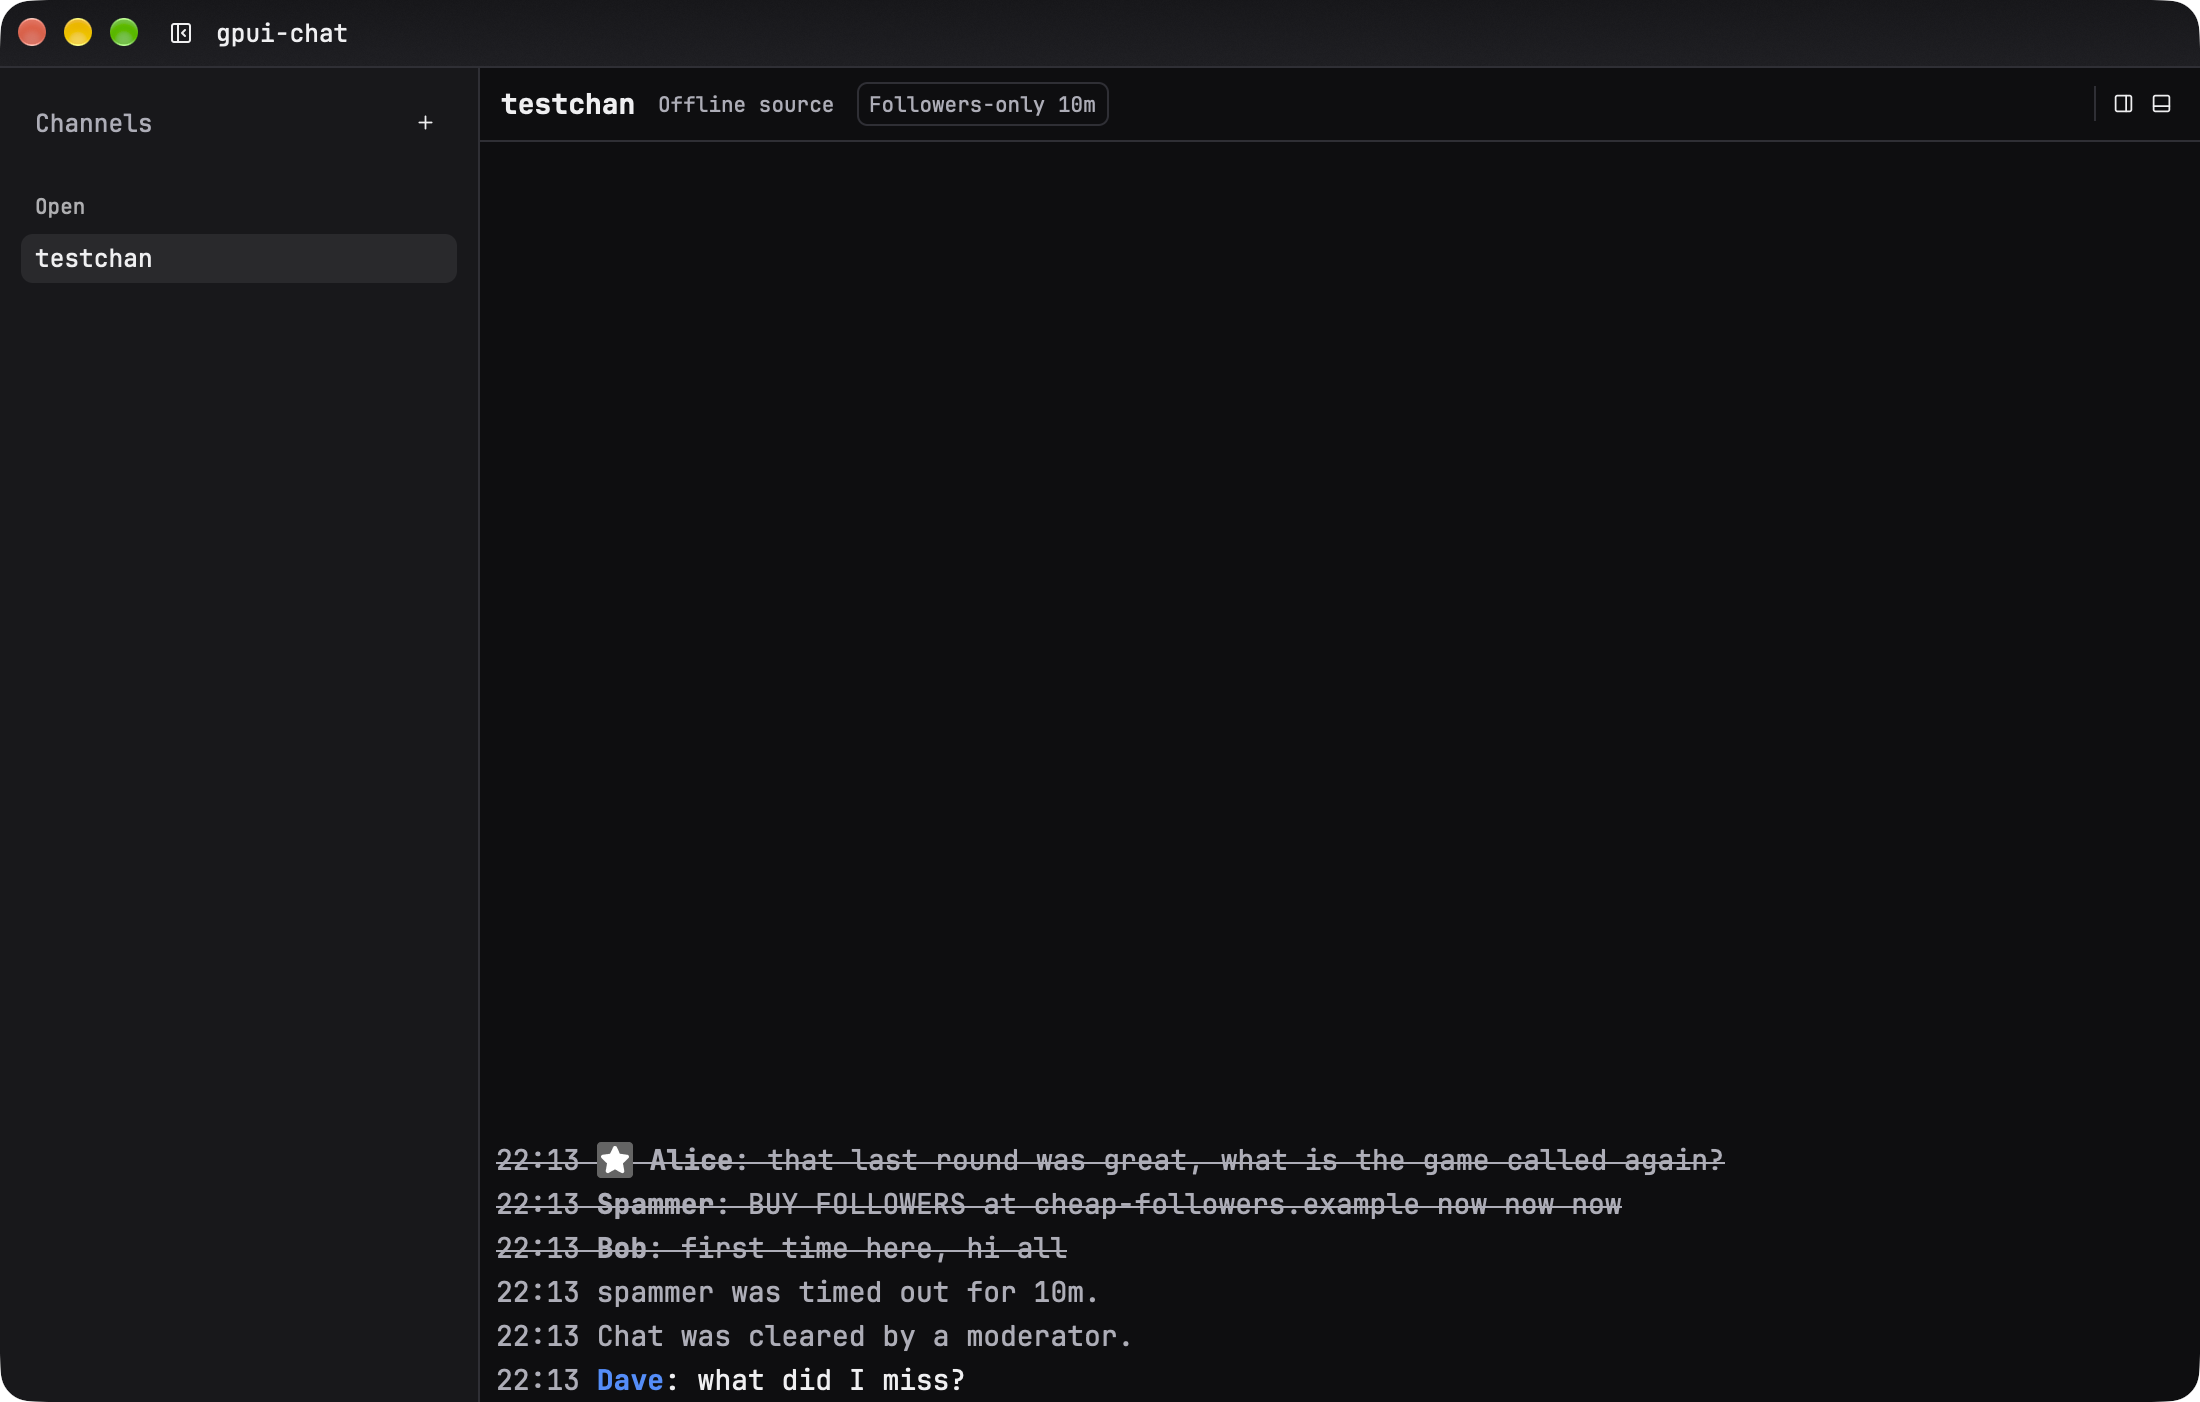 gpui-chat
Channels
+
Open
testchan
testchan Offline source Followers-only 10m
22:13 Alice: that last round was great, what is the game called again?
22:13 Spammer: BUY FOLLOWERS at cheap-followers.example now now now
22:13 Bob: first time here, hi all
22:13 spammer was timed out for 10m.
22:13 Chat was cleared by a moderator.
22:13 Dave: what did I miss?